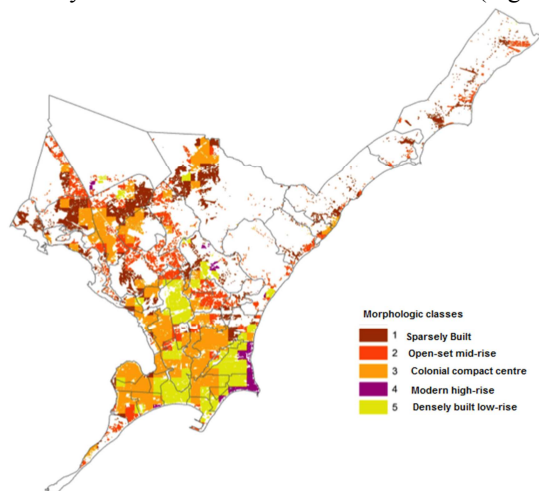 Morphologic classes
1 Sparsely Built
2 Open-set mid-rise
3 Colonial compact centre
4 Modern high-rise
5 Densely built low-rise